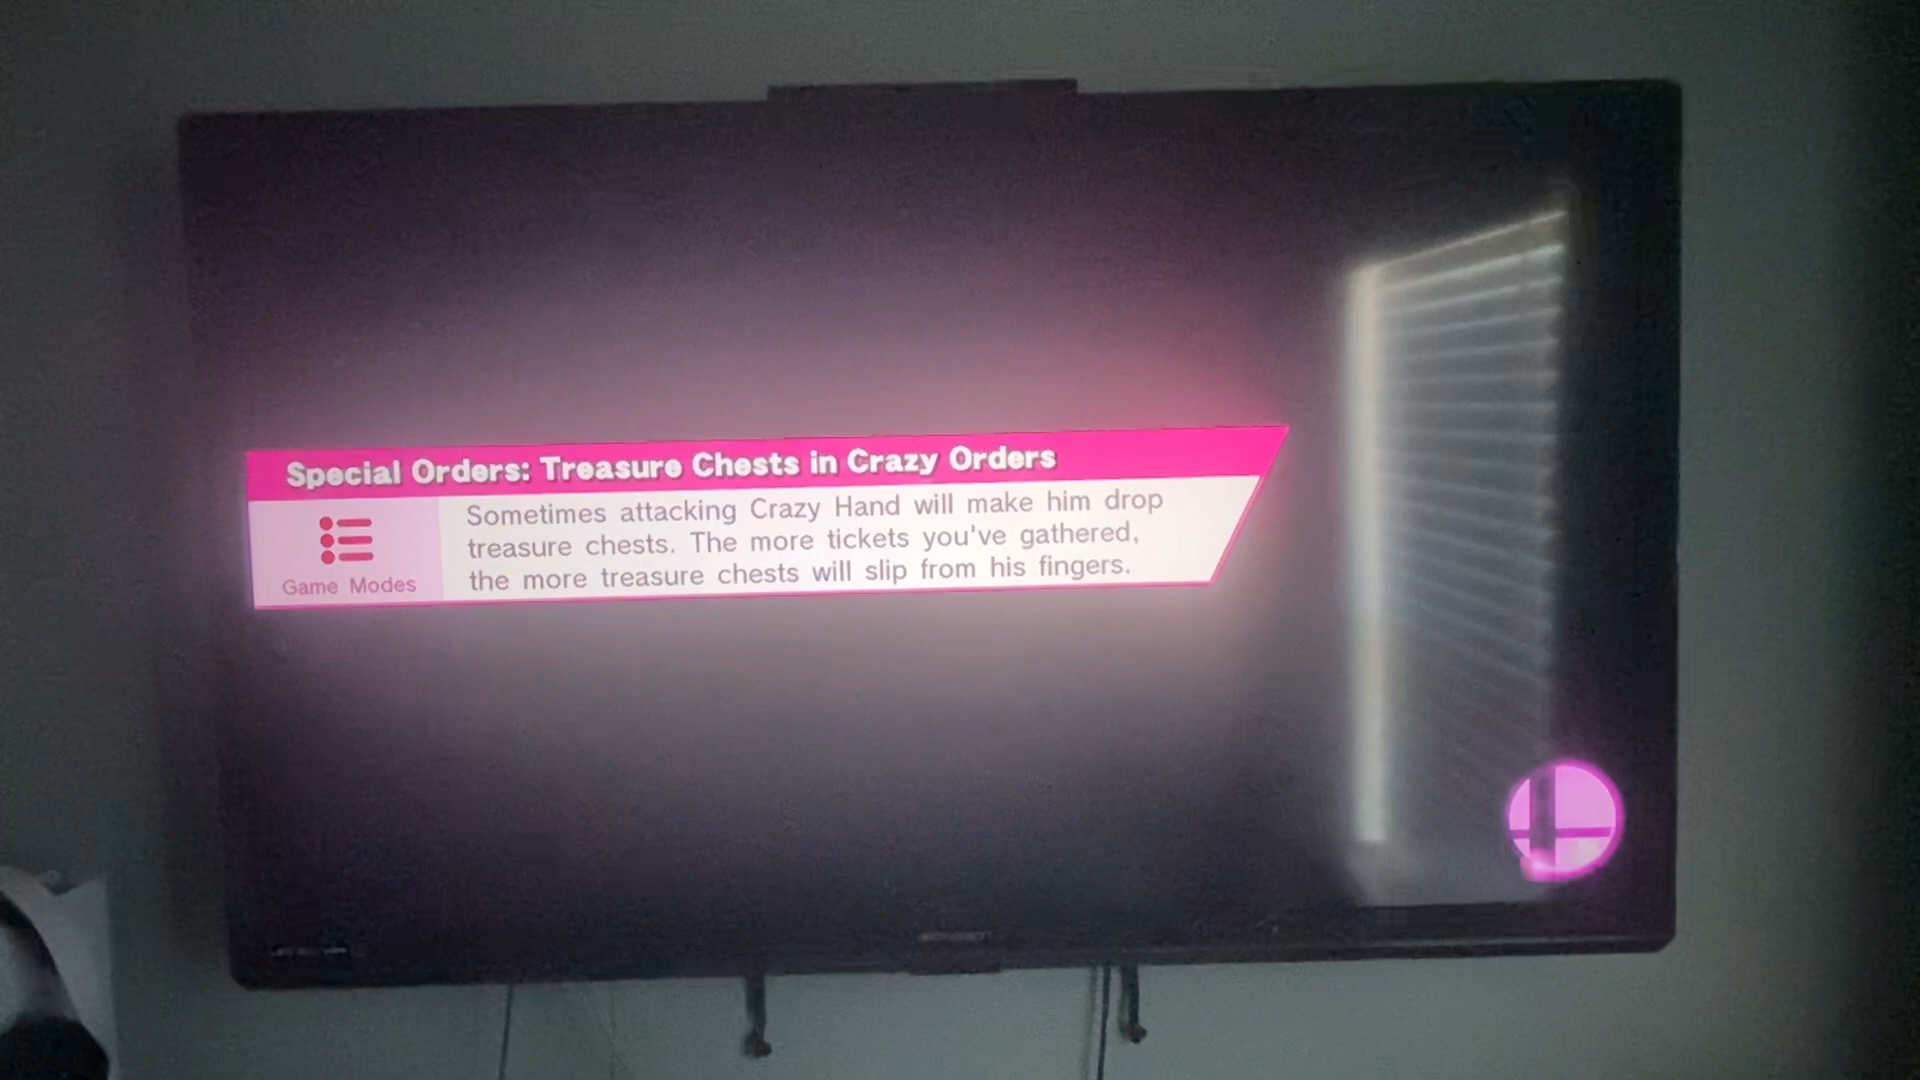 Special Orders: Treasure Chests in Crazy Orders
Sometimes attacking Crazy Hand will make him drop
treasure chests. The more tickets you've gathered,
the more treasure chests will slip from his fingers.
Game Modes